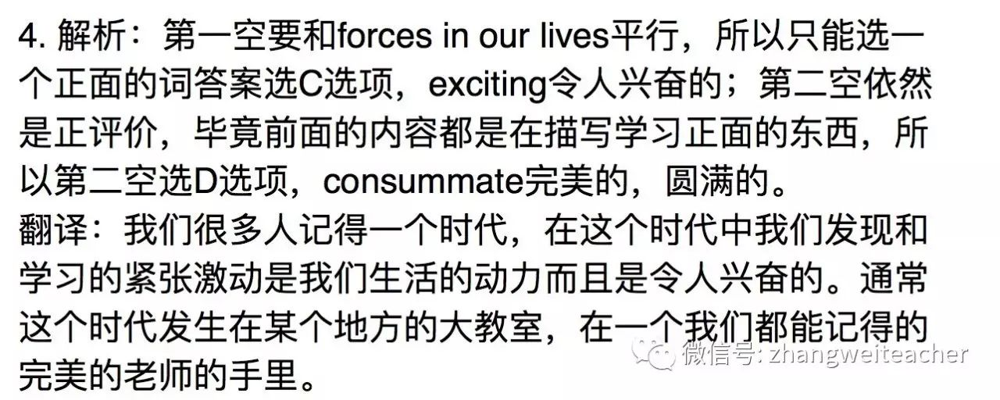 4. 解析：第一空要和forces in our lives平行，所以只能选一
个正面的词答案选C选项，exciting令人兴奋的；第二空依然
是正评价，毕竟前面的内容都是在描写学习正面的东西，所
以第二空选D选项，consummate完美的，圆满的。
翻译：我们很多人记得一个时代，在这个时代中我们发现和
学习的紧张激动是我们生活的动力而且是令人兴奋的。通常
这个时代发生在某个地方的大教室，在一个我们都能记得的
微信号: zhangweiteacher
完美的老师的手里。